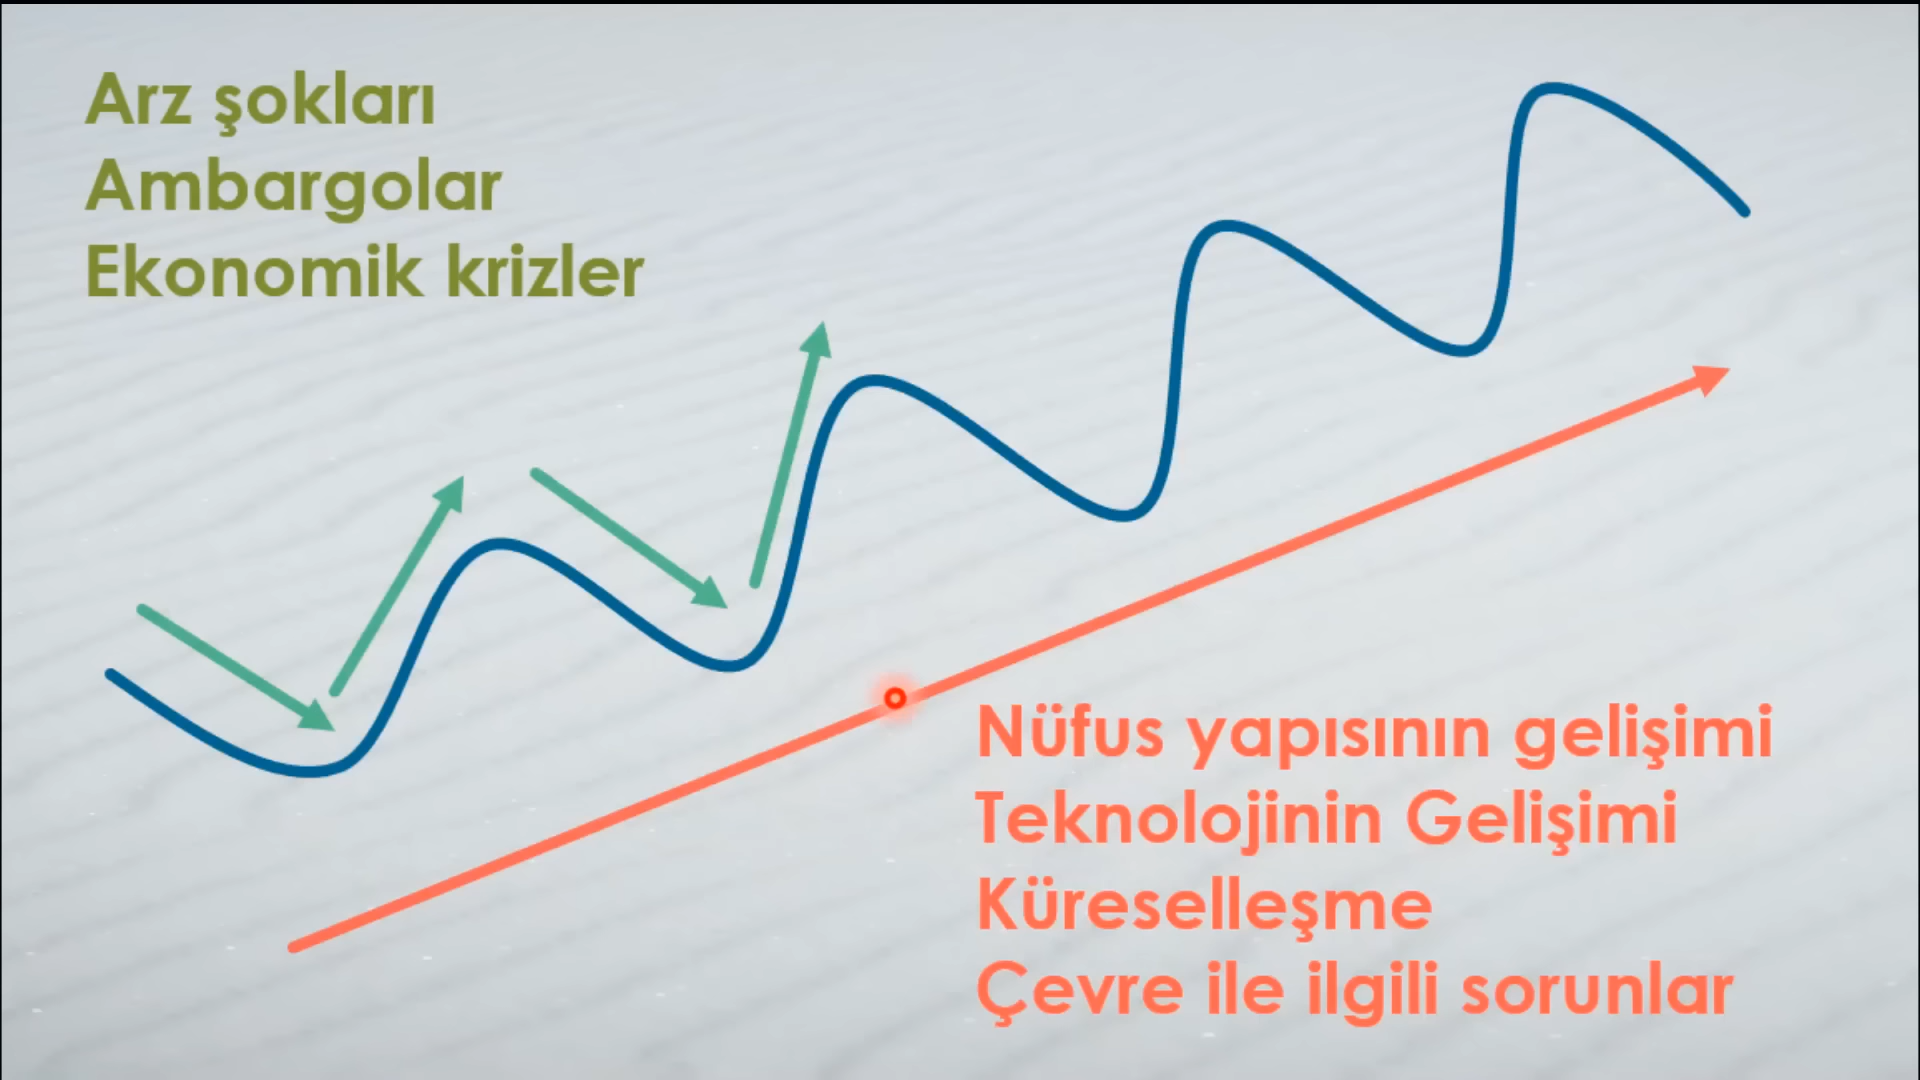 Arz şokları
Ambargolar
Ekonomik krizler
Nüfus yapısının gelişimi
Teknolojinin Gelişimi
Küreselleşme
Çevre ile ilgili sorunlar